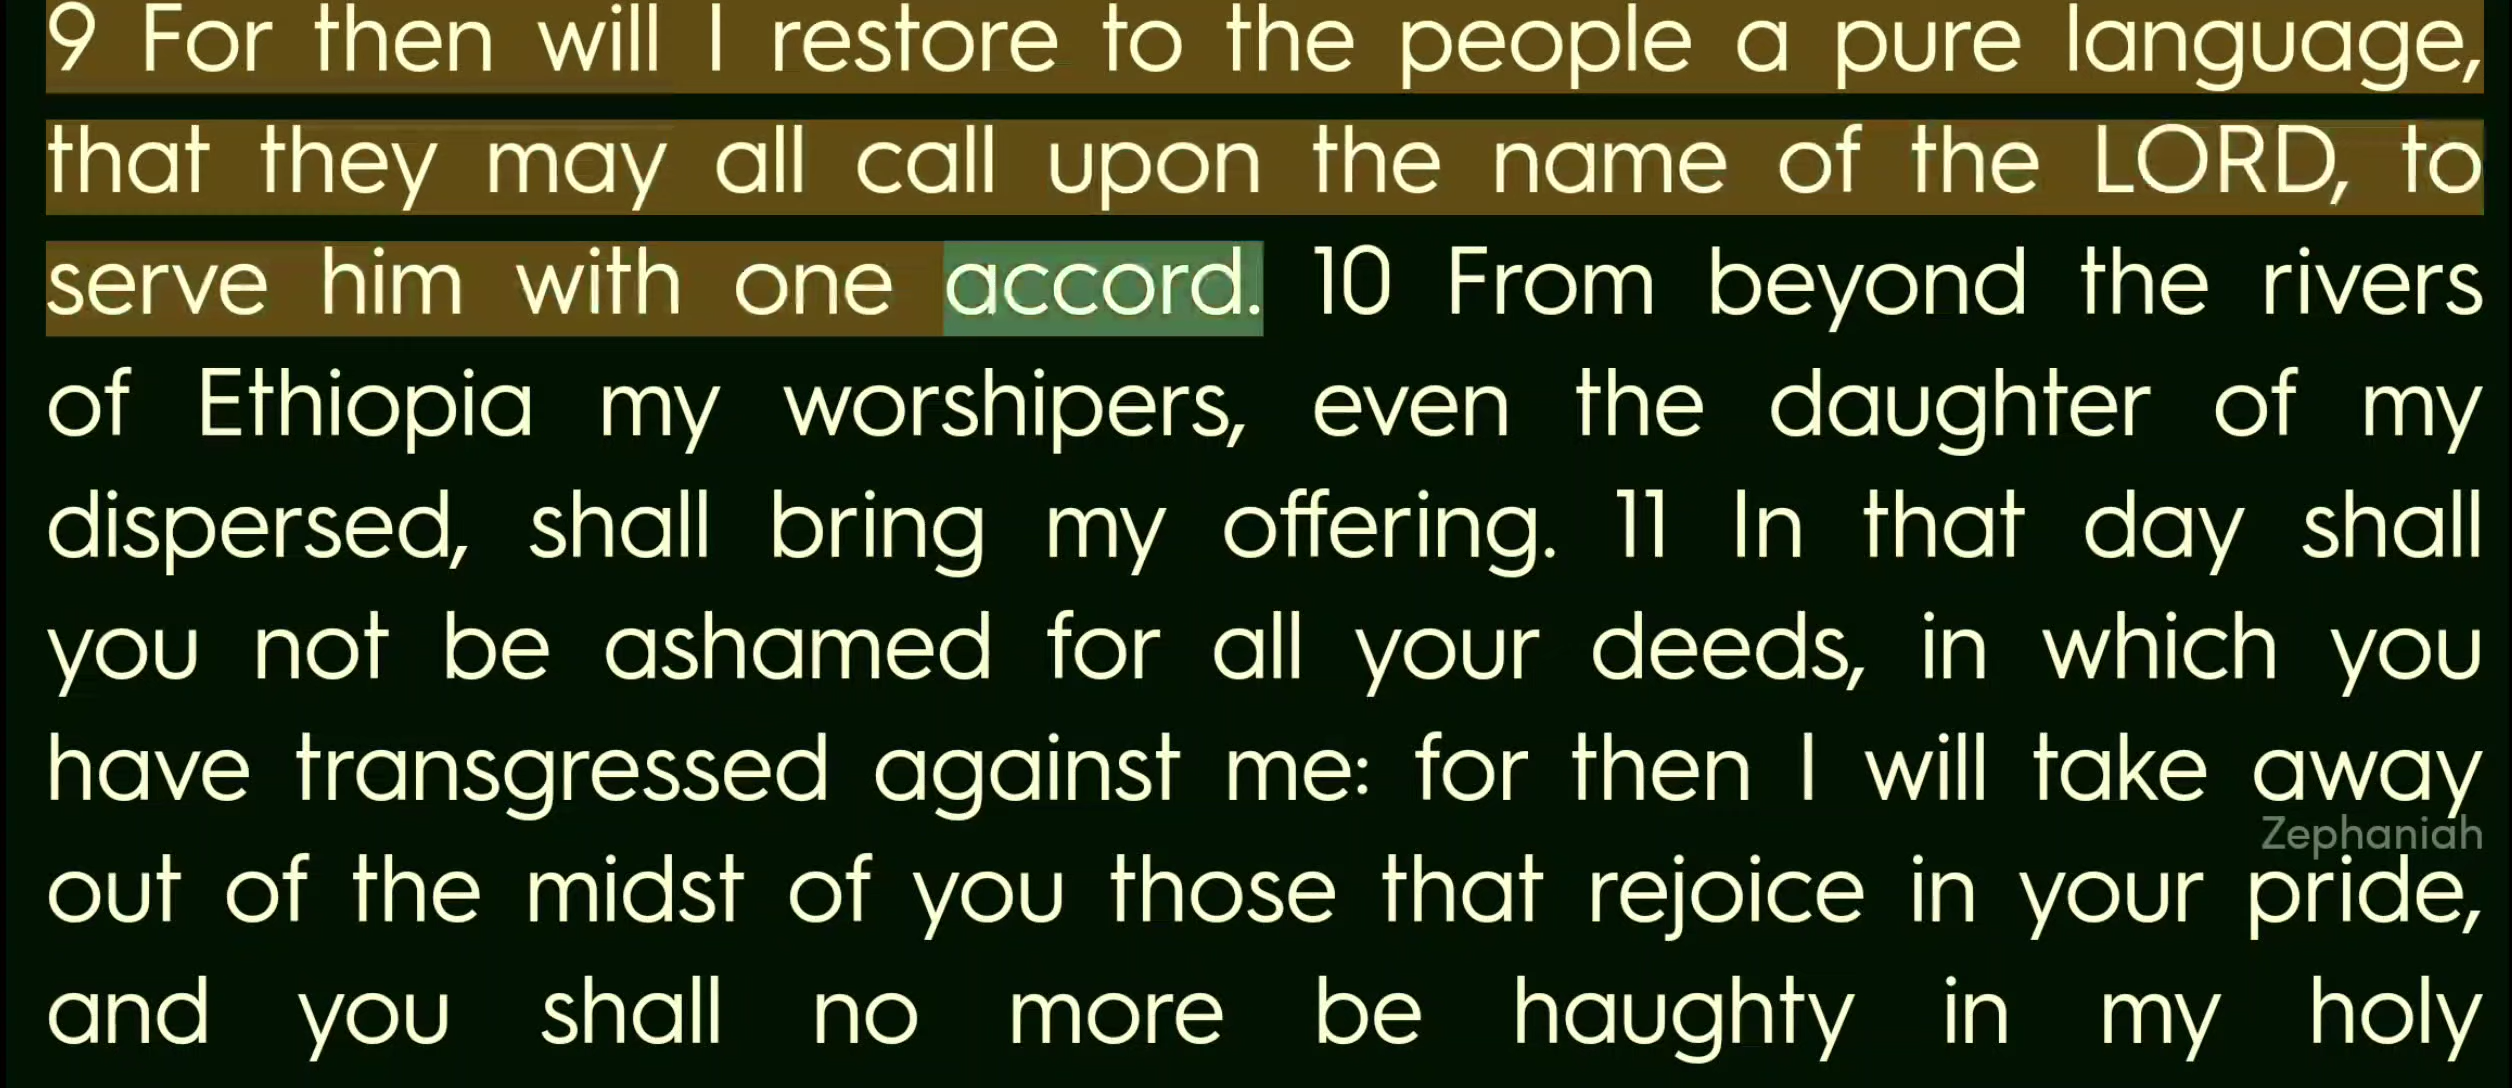 9 For then will I restore to the people a pure language,
that they may all call upon the name of the LORD, to
serve him with one accord. 10 From beyond the rivers
of Ethiopia my worshipers, even the daughter of my
dispersed, shall bring my offering. 11 In that day shall
you not be ashamed for all your deeds, in which you
have transgressed against me: for then I will take away
Zephaniah
out of the midst of you those that rejoice in your pride,
and you shall no more be haughty in my holy